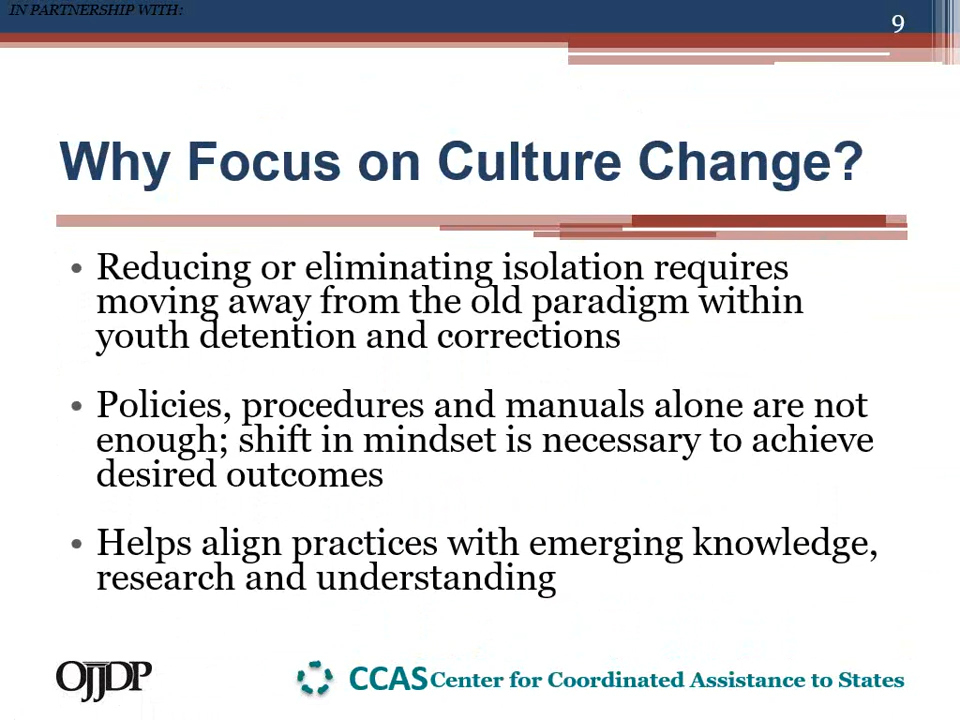 IN PARTNERSHIP WITH:
9
Why Focus on Culture Change?
• Reducing or eliminating isolation requires
moving away from the old paradigm within
youth detention and corrections
• Policies, procedures and manuals alone are not
enough; shift in mindset is necessary to achieve
desired outcomes
• Helps align practices with emerging knowledge,
research and understanding
OJJDP
CCAS Center for Coordinated Assistance to States